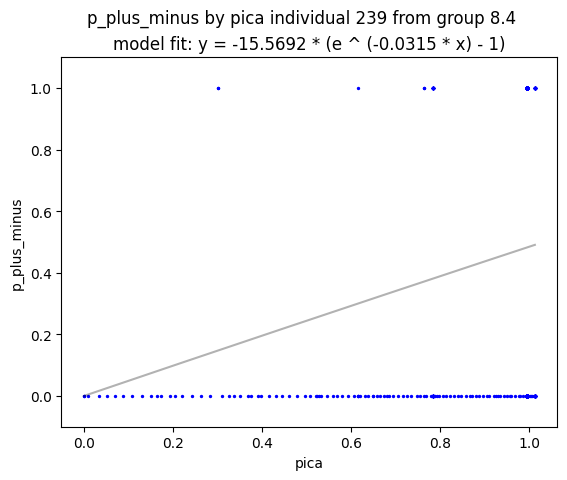 p_plus_minus by pica individual 239 from group 8.4
model fit: y = -15.5692 * (e ^ (-0.0315 * x) - 1)
1.0
0.8
0.6
0.4
0.2
0.0
p_plus_minus
0.0 0.2 0.4 0.6 0.8 1.0
pica